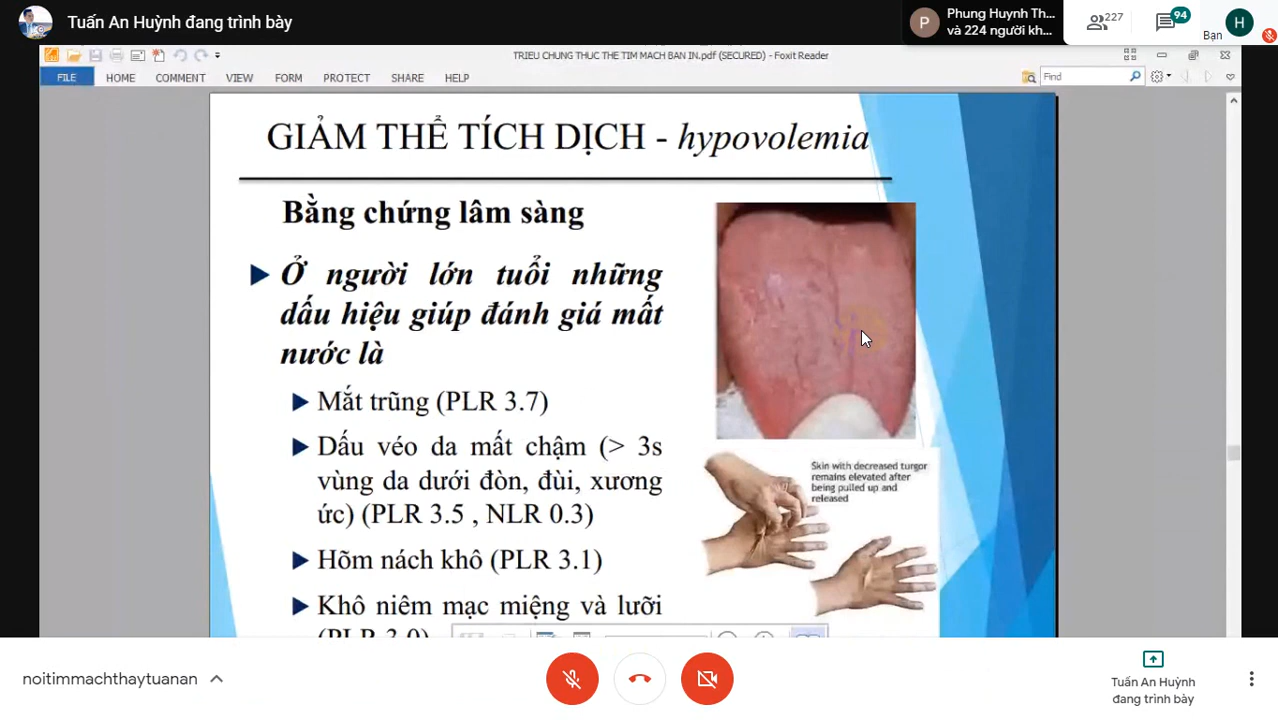 Tuấn An Huỳnh đang trình bày
P
Phung Huynh Th...
và 224 người kh...
227
94
H
Bạn
TRIEU CHUNG THUC THE TIM MACH BAN IN.pdf (SECURED) - Foxit Reader
FILE HOME COMMENT VIEW FORM PROTECT SHARE HELP
Find
GIẢM THỂ TÍCH DỊCH - hypovolemia
Bằng chứng lâm sàng
Ở người lớn tuổi những
dấu hiệu giúp đánh giá mất
nước là
Mắt trũng (PLR 3.7)
Dấu véo da mất chậm (> 3s
vùng da dưới đòn, đùi, xương
ức) (PLR 3.5 , NLR 0.3)
Hõm nách khô (PLR 3.1)
Khô niêm mạc miệng và lưỡi
(PLR 3.0)
Skin with decreased turgor
remains elevated after
being pulled up and
released
noitimmachthaytuanan
Tuấn An Huỳnh
đang trình bày